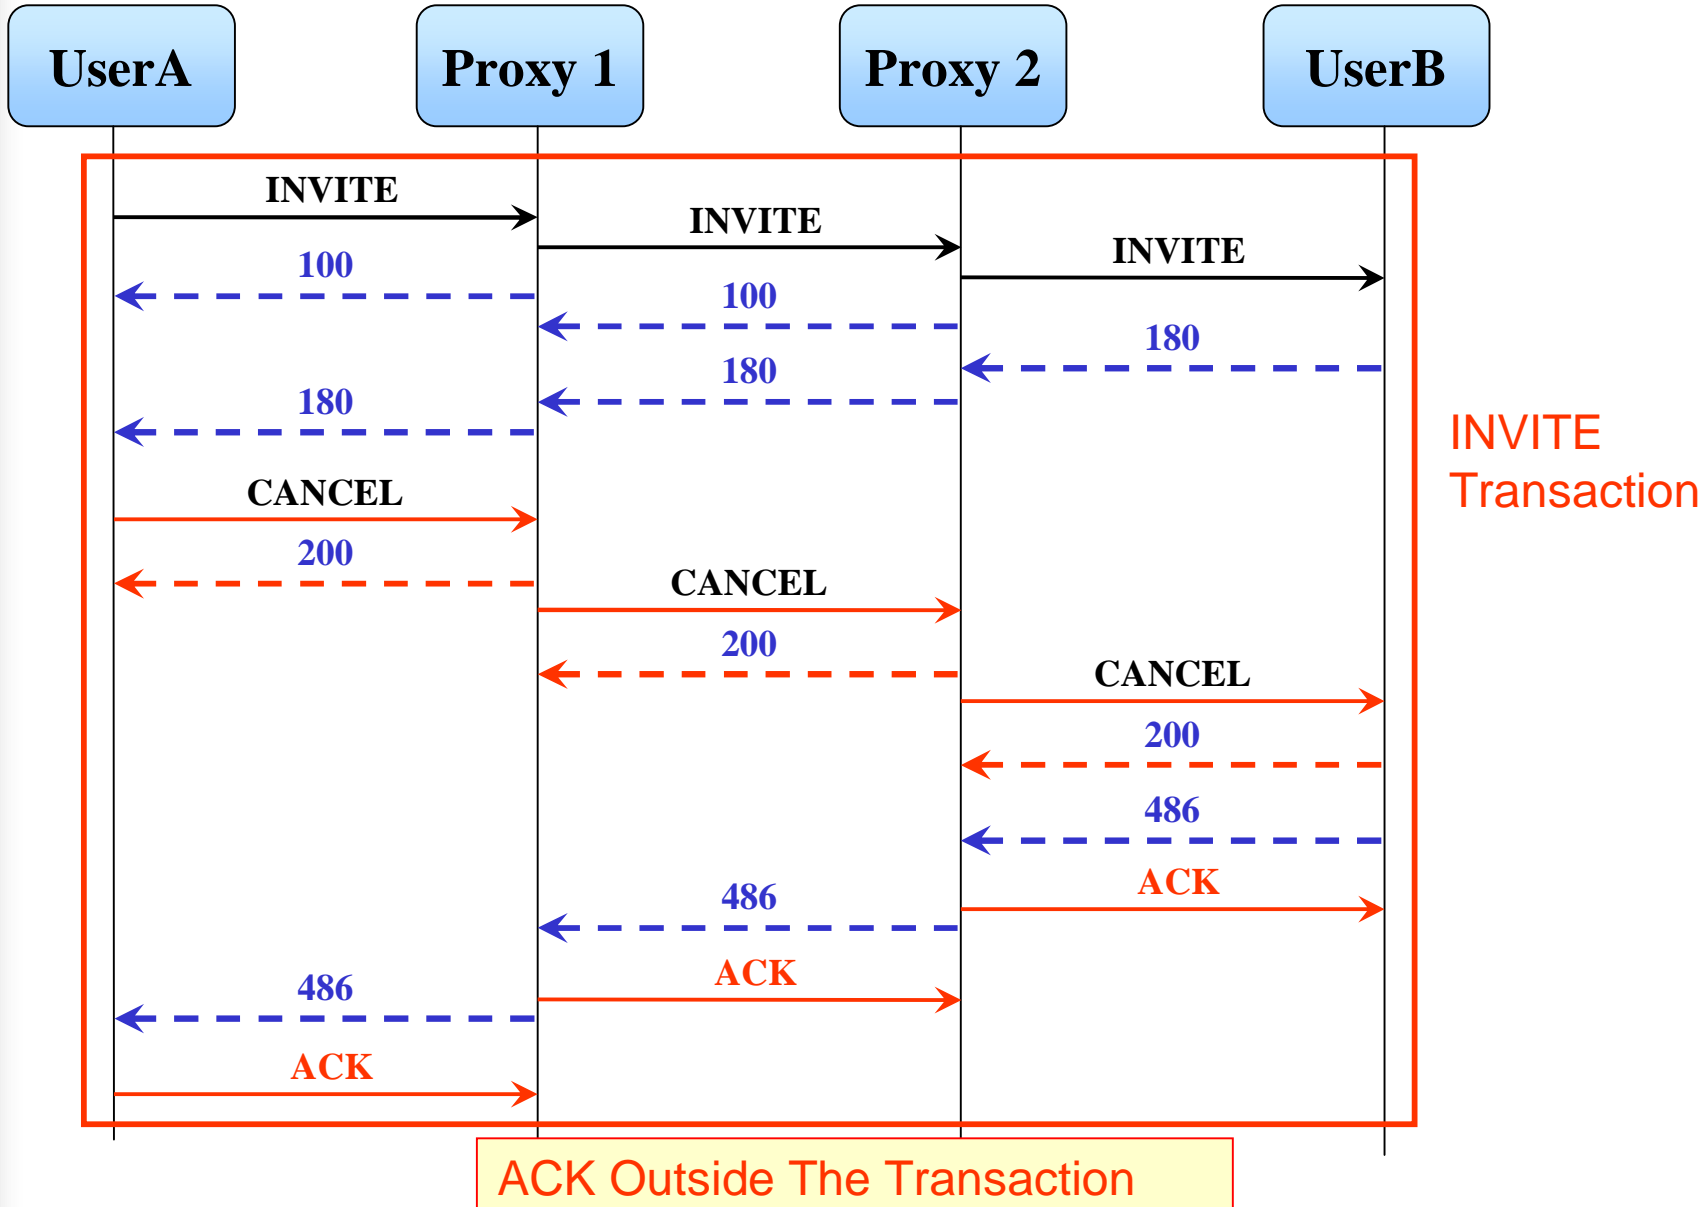 UserA
Proxy 1
Proxy 2
UserB
INVITE
INVITE
INVITE
100
100
180
180
180
INVITE
Transaction
CANCEL
200
CANCEL
200
CANCEL
200
486
ACK
486
ACK
486
ACK
ACK Outside The Transaction